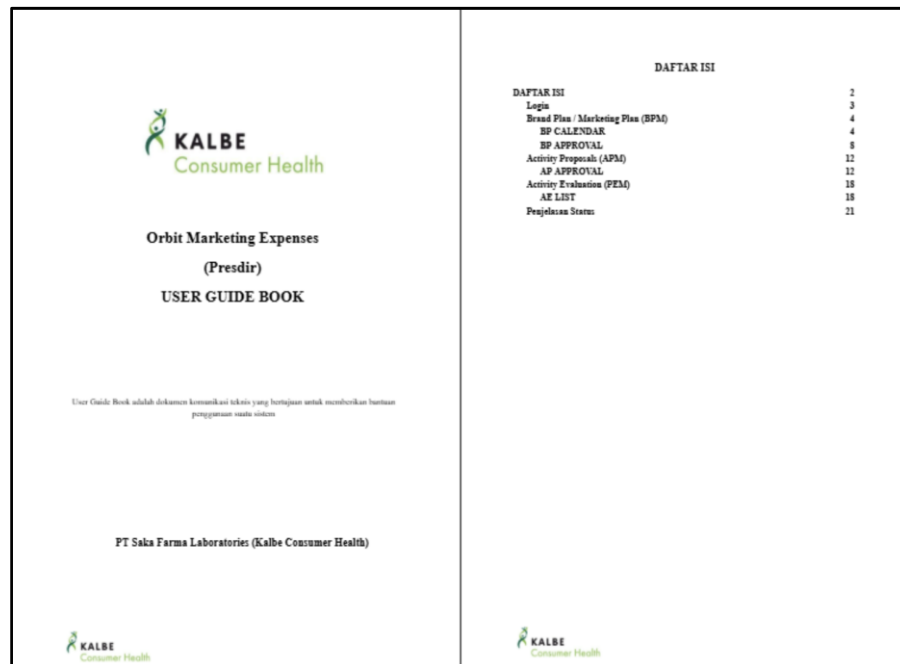 KALBE
Consumer Health
Orbit Marketing Expenses
(Presdir)
USER GUIDE BOOK
User Guide Book adalah dokumen komunikasi teknis yang bertujuan untuk memberikan bantuan
penggunaan suatu sistem
PT Saka Farma Laboratories (Kalbe Consumer Health)
KALBE
Consumer Health
DAFTAR ISI
DAFTAR ISI 2
Login 3
Brand Plan / Marketing Plan (BPM) 4
BP CALENDAR 4
BP APPROVAL 8
Activity Proposals (APM) 12
AP APPROVAL 12
Activity Evaluation (PEM) 18
AE LIST 18
Penjelasan Status 21
KALBE
Consumer Health